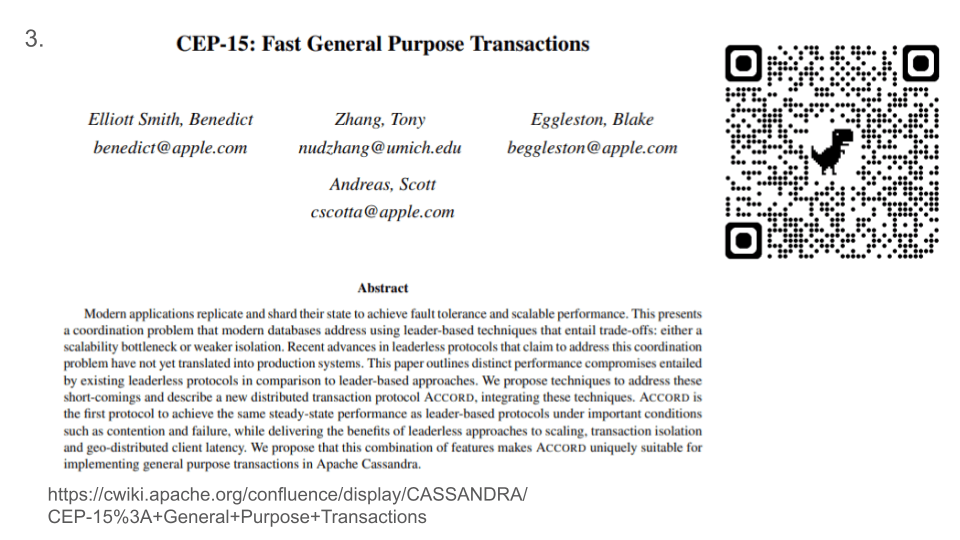 3.
CEP-15: Fast General Purpose Transactions
Elliott Smith, Benedict
benedict@apple.com
Zhang, Tony
nudzhang@umich.edu
Eggleston, Blake
beggleston@apple.com
Andreas, Scott
cscotta@apple.com
Abstract
Modern applications replicate and shard their state to achieve fault tolerance and scalable performance. This presents
a coordination problem that modern databases address using leader-based techniques that entail trade-offs: either a
scalability bottleneck or weaker isolation. Recent advances in leaderless protocols that claim to address this coordination
problem have not yet translated into production systems. This paper outlines distinct performance compromises entailed
by existing leaderless protocols in comparison to leader-based approaches. We propose techniques to address these
short-comings and describe a new distributed transaction protocol ACCORD, integrating these techniques. ACCORD is
the first protocol to achieve the same steady-state performance as leader-based protocols under important conditions
such as contention and failure, while delivering the benefits of leaderless approaches to scaling, transaction isolation
and geo-distributed client latency. We propose that this combination of features makes ACCORD uniquely suitable for
implementing general purpose transactions in Apache Cassandra.
https://cwiki.apache.org/confluence/display/CASSANDRA/
CEP-15%3A+General+Purpose+Transactions